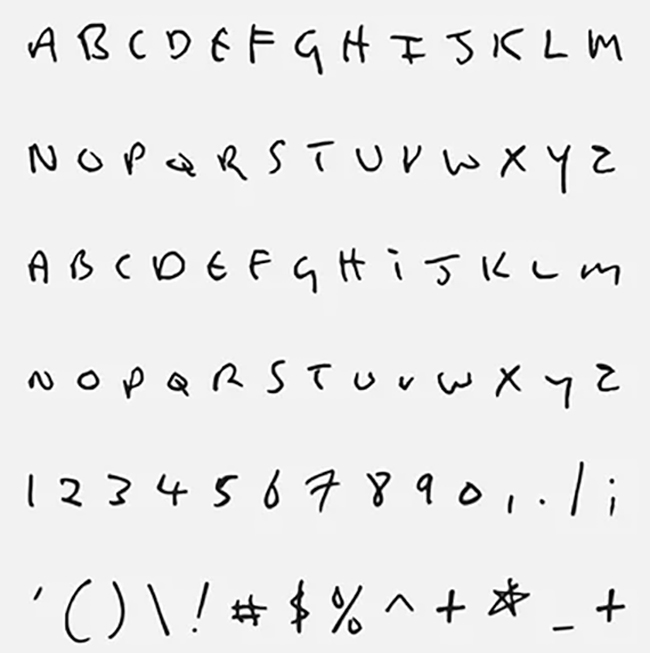 A B C D E F G H I J K L M
N O P Q R S T U V W X Y Z
A B C D E F G H i J K L m
N O P Q R S T U v w X y Z
1 2 3 4 5 6 7 8 9 0 , . / ;
' ( ) \ ! # $ % ^ + * _ +